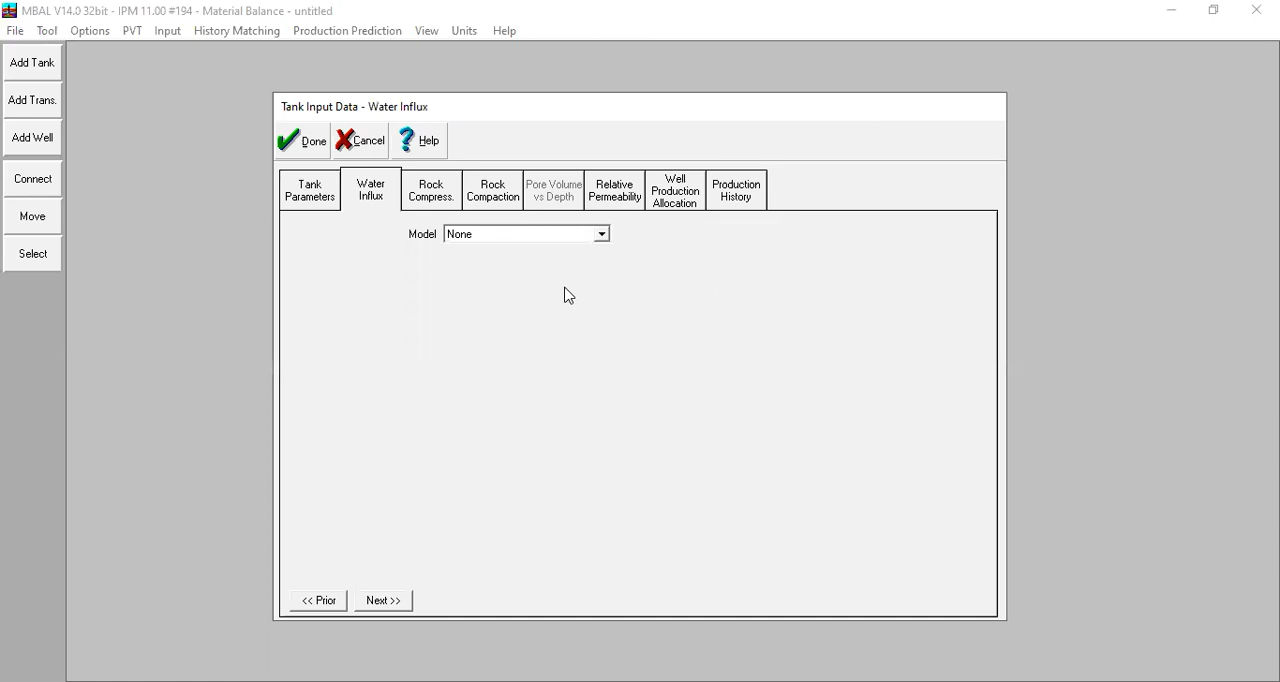 MBAL V14.0 32bit - IPM 11.00 #194 - Material Balance - untitled
File Tool Options PVT Input History Matching Production Prediction View Units Help
Add Tank
Add Trans.
Add Well
Connect
Move
Select
Tank Input Data - Water Influx
Done Cancel ? Help
Tank
Parameters
Water
Influx
Rock
Compress.
Rock
Compaction
Pore Volume
vs Depth
Relative
Permeability
Well
Production
Allocation
Production
History
Model None
<< Prior Next >>